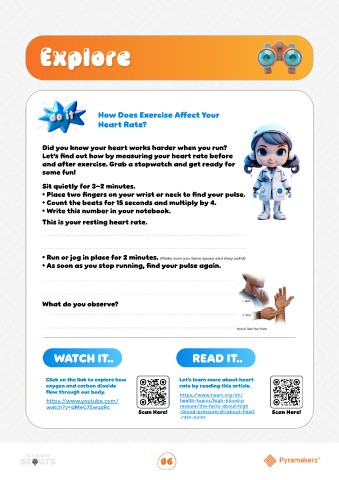 Explore
do it
How Does Exercise Affect Your
Heart Rate?
Did you know your heart works harder when you run?
Let's find out how by measuring your heart rate before
and after exercise. Grab a stopwatch and get ready for
some fun!
Sit quietly for 3–2 minutes.
• Place two fingers on your wrist or neck to find your pulse.
• Count the beats for 15 seconds and multiply by 4.
• Write this number in your notebook.
This is your resting heart rate.
• Run or jog in place for 2 minutes. (Make sure you have space and stay safe!)
• As soon as you stop running, find your pulse again.
What do you observe?
How to Take Your Pulse
WATCH IT..
Click on the link to explore how
oxygen and carbon dioxide
flow through our body.
https://www.youtube.com/
Scan Here!
READ IT..
Let's learn more about heart
rate by reading this article.
https://www.heart.org/en/
health-topics/high-blood-p
ressure/the-facts-about-high
-blood-pressure/all-about-heart
-rate-pulse
Scan Here!
STEAM
SCOUTS
06
Pyramakerz